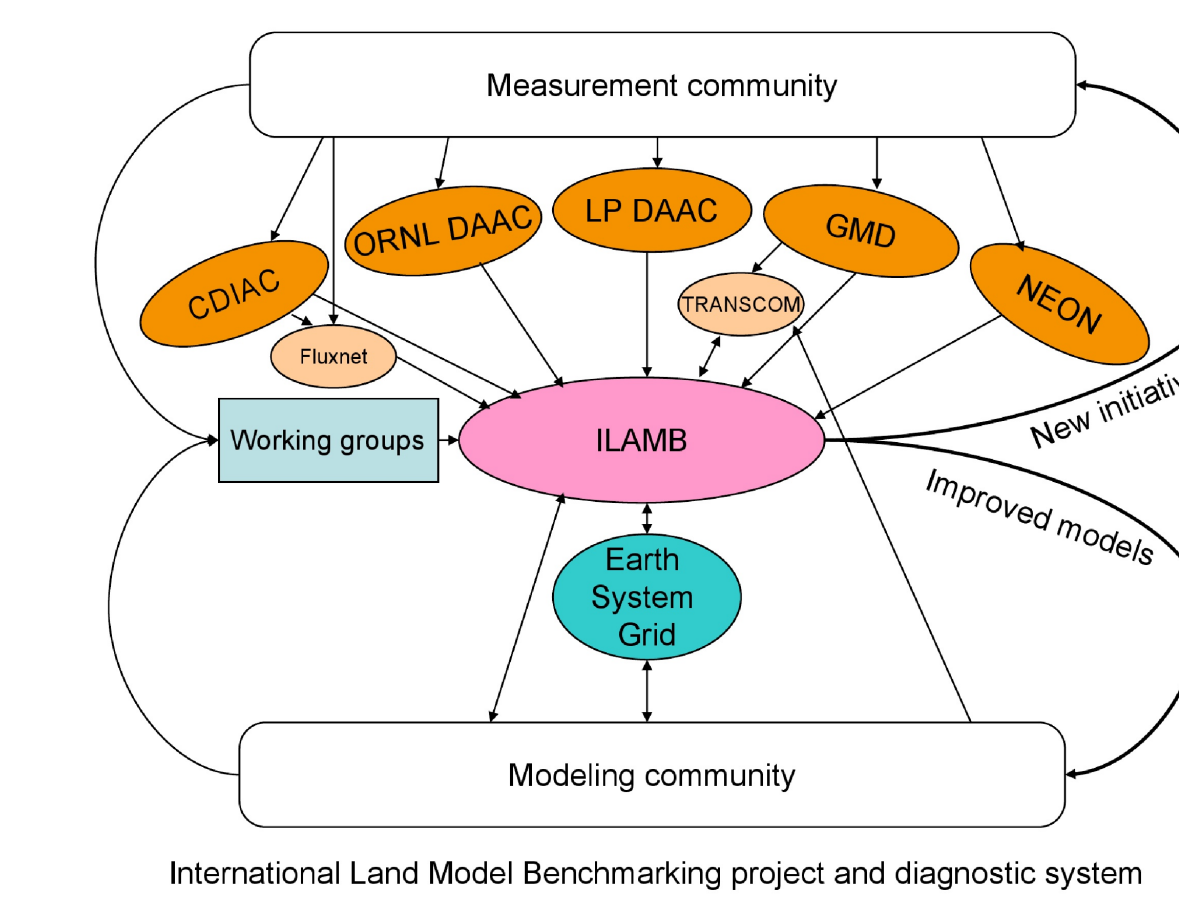 Measurement community
ORNL DAAC
LP DAAC
GMD
CDIAC
NEON
TRANSCOM
Fluxnet
Working groups
ILAMB
New
Improved models
Earth
System
Grid
Modeling community
International Land Model Benchmarking project and diagnostic system